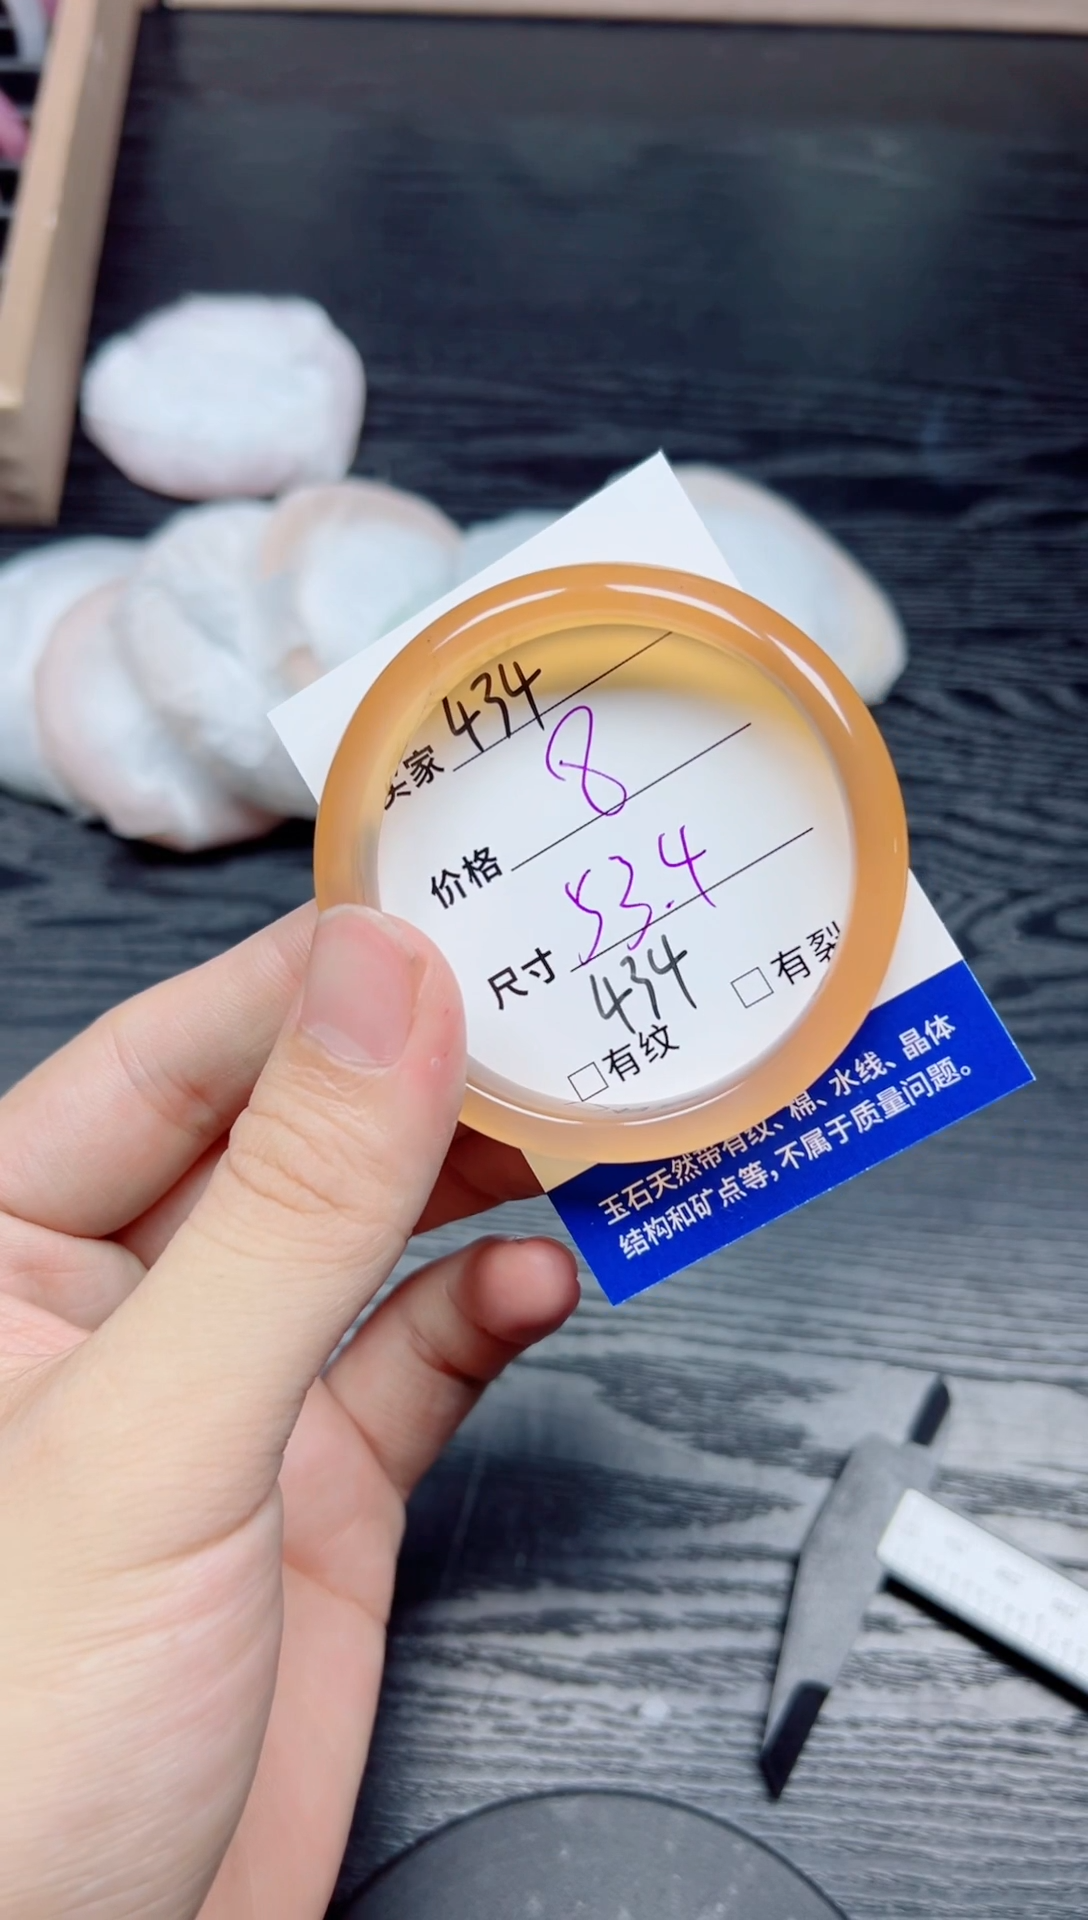 买家 434
价格 8
尺寸 53.4
434
□有纹 □有裂
玉石天然带有纹、棉、水线、晶体
结构和矿点等,不属于质量问题。